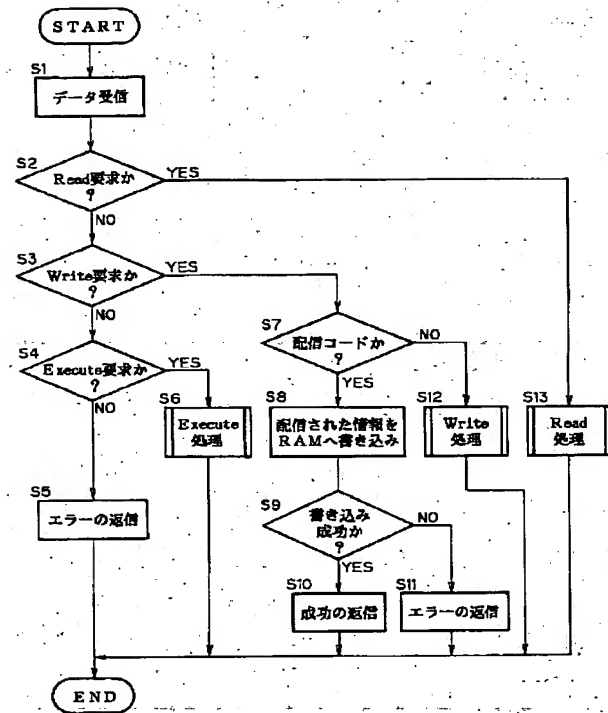 START
S1
データ受信
S2
Read要求か
?
YES
NO
S3
Write要求か
?
YES
NO
S4
Execute要求か
?
YES
NO
S5
エラーの返信
S6
Execute
処理
S7
配信コードか
?
NO
YES
S8
配信された情報を
RAMへ書き込み
S12
Write
処理
S13
Read
処理
S9
書き込み
成功か
?
NO
YES
S10
成功の返信
S11
エラーの返信
END